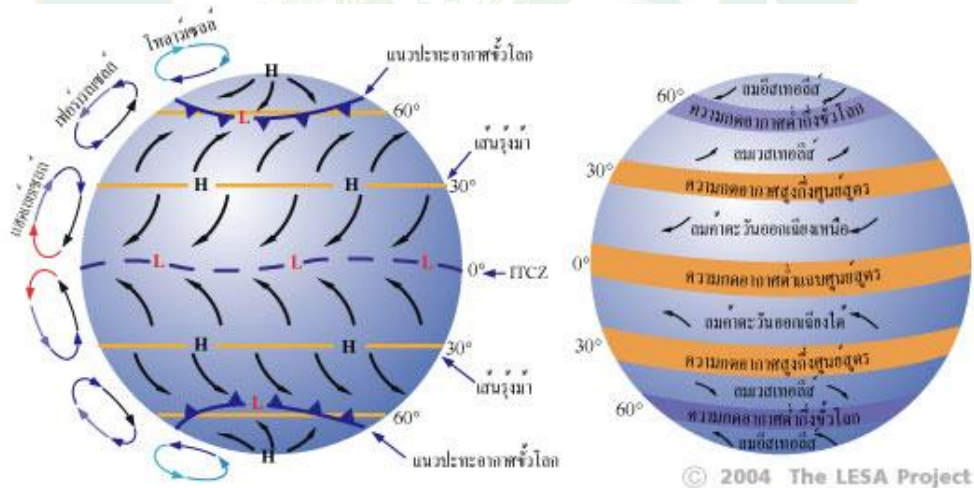 โพลาร์เซลล์
เฟอร์เรลเซลล์
แฮดเลย์เซลล์
H
แนวปะทะอากาศขั้วโลก
L
60°
เส้นรุ้งม้า
H
H
30°
L
L
L
0°
ITCZ
H
H
30°
เส้นรุ้งม้า
L
60°
H
แนวปะทะอากาศขั้วโลก
60°
ลมอีสเทอลีส์
ความกดอากาศต่ำกึ่งขั้วโลก
ลมเวสเทอลีส์
30°
ความกดอากาศสูงกึ่งศูนย์สูตร
ลมค้าตะวันออกเฉียงเหนือ
0°
ความกดอากาศต่ำแถบศูนย์สูตร
ลมค้าตะวันออกเฉียงใต้
30°
ความกดอากาศสูงกึ่งศูนย์สูตร
ลมเวสเทอลีส์
60°
ความกดอากาศต่ำกึ่งขั้วโลก
ลมอีสเทอลีส์
© 2004 The LESA Project